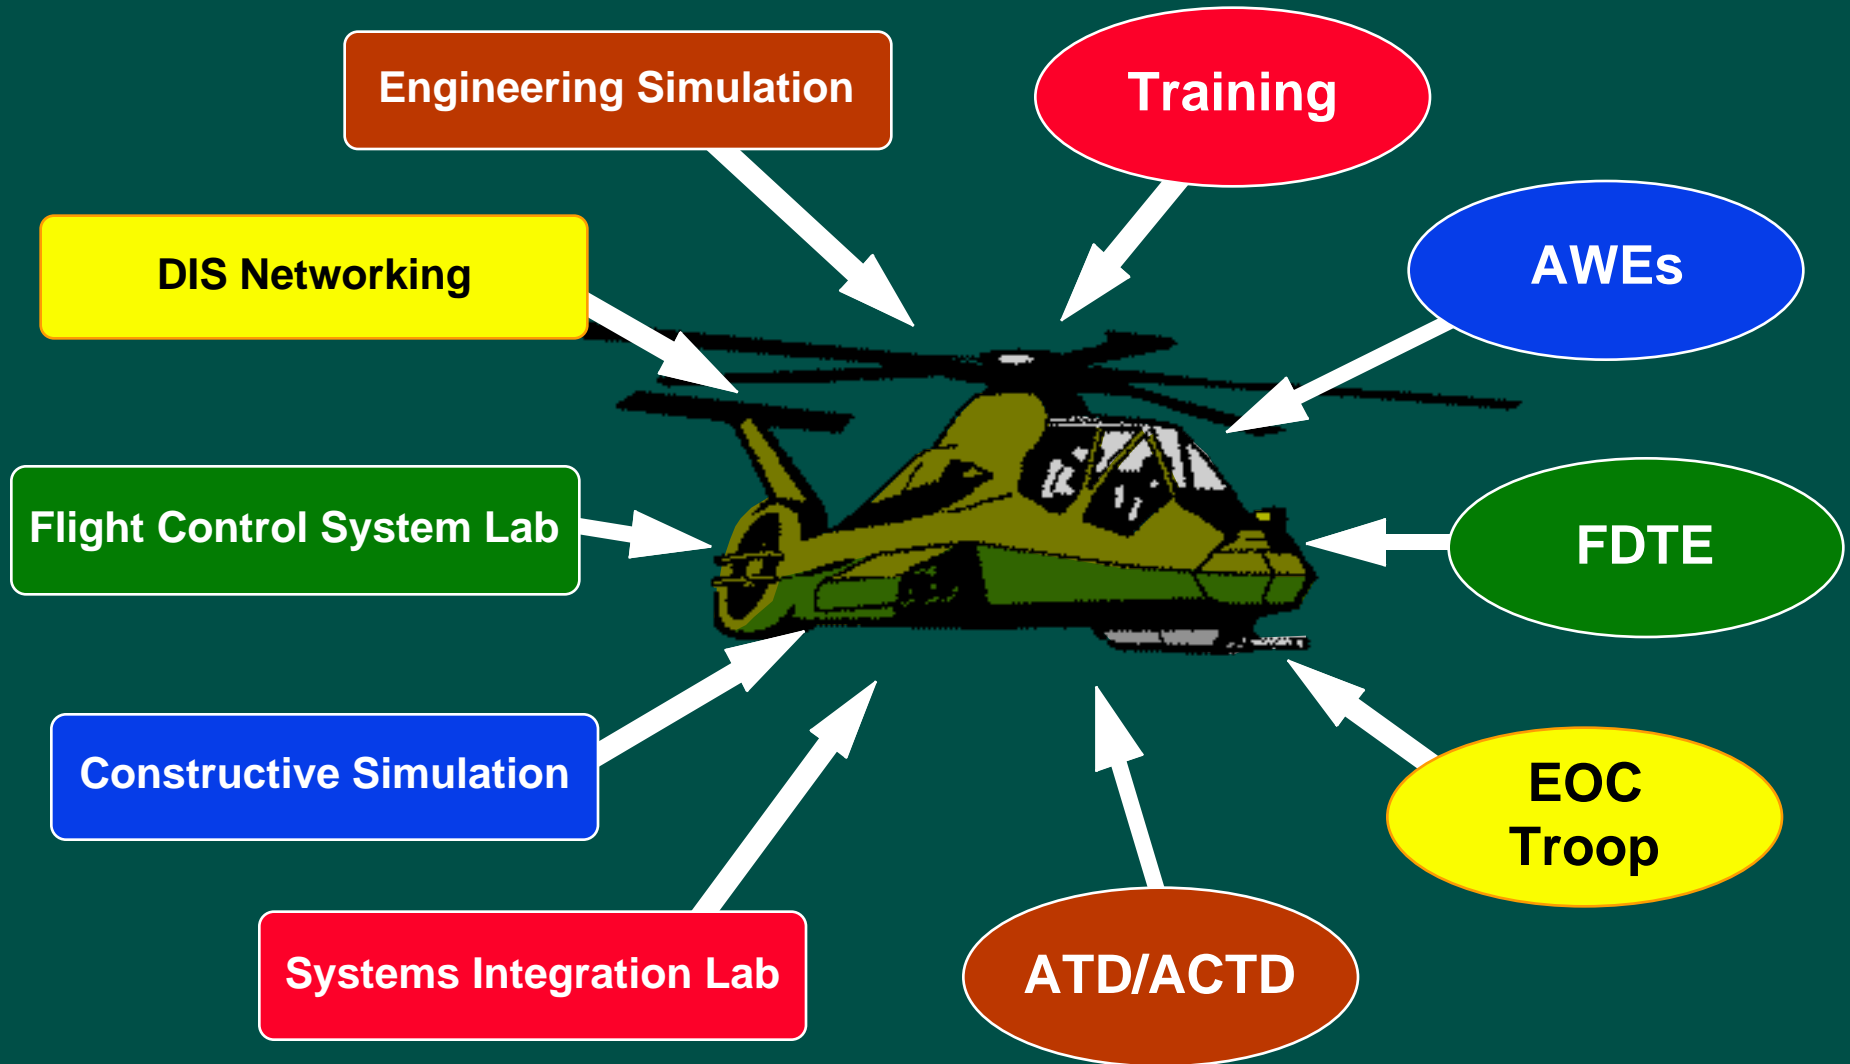 Engineering Simulation
Training
DIS Networking
AWEs
Flight Control System Lab
FDTE
Constructive Simulation
EOC
Troop
Systems Integration Lab
ATD/ACTD